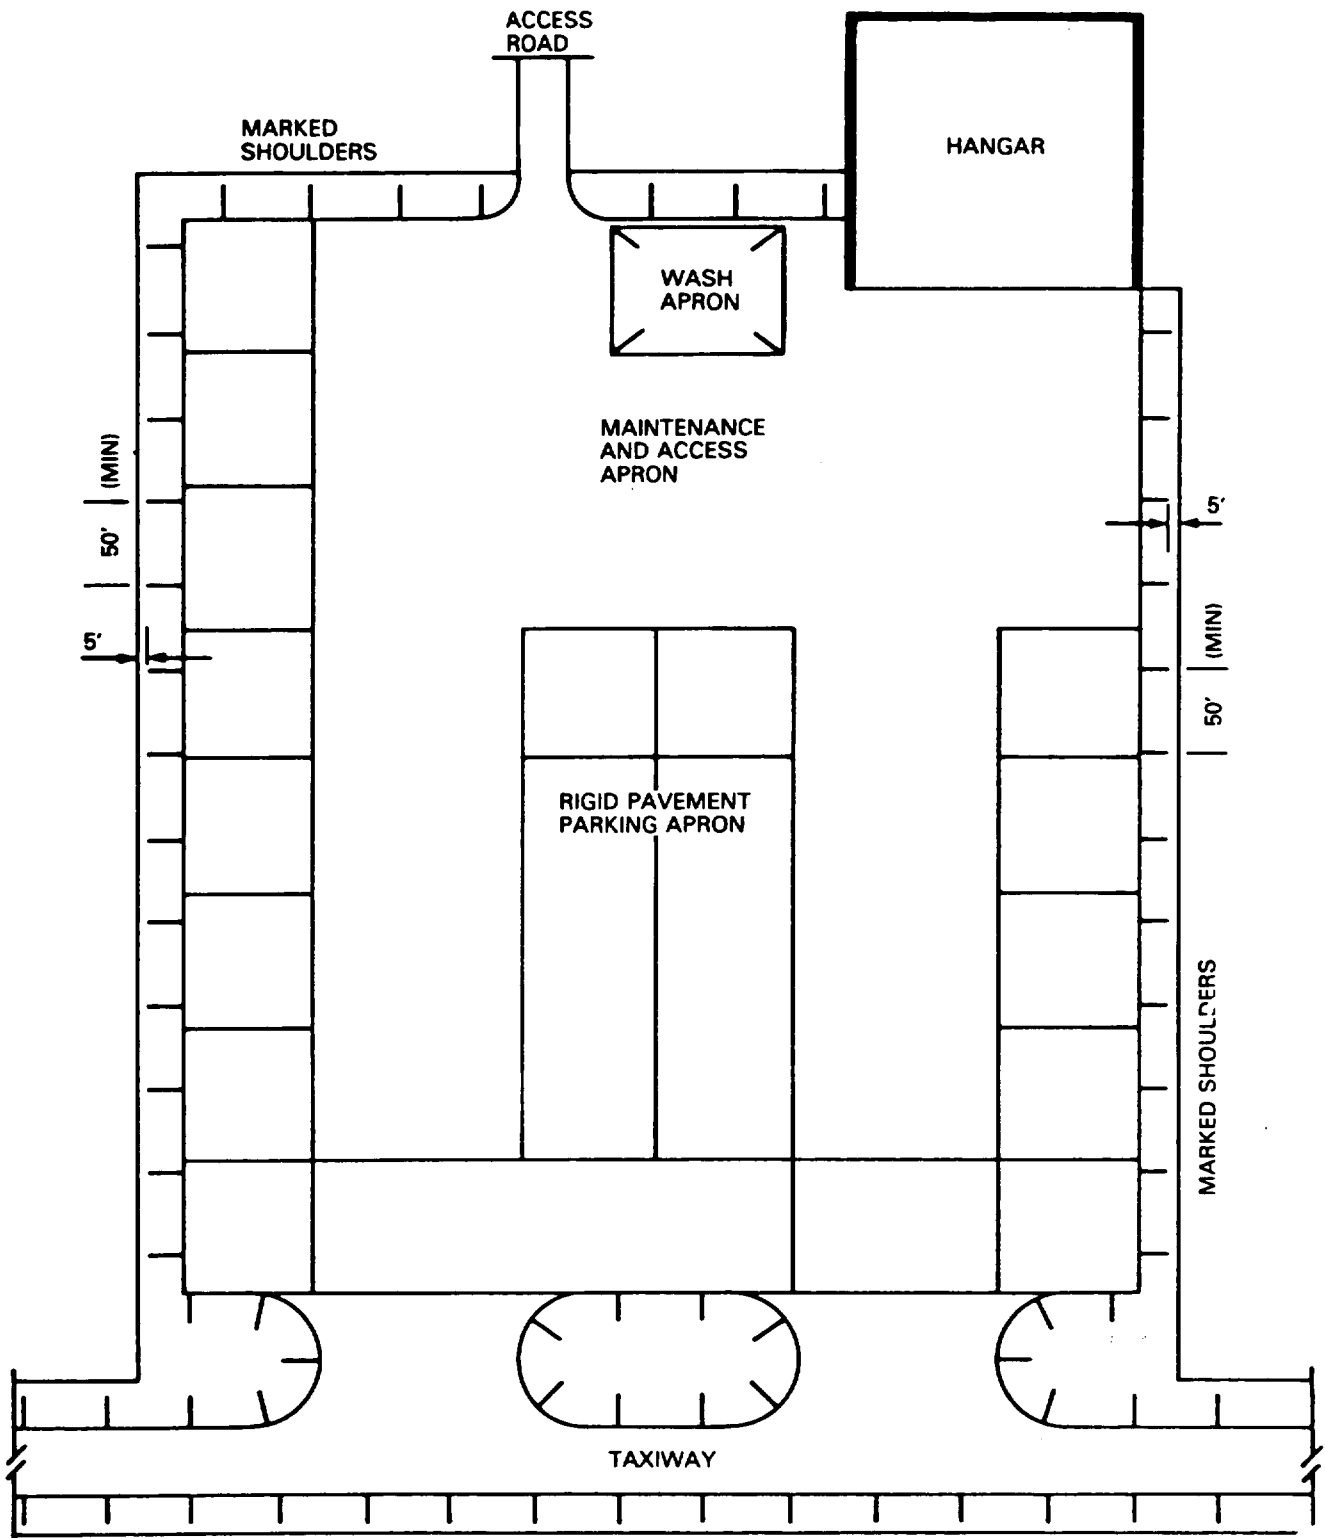 ACCESS
ROAD
MARKED
SHOULDERS
HANGAR
WASH
APRON
MAINTENANCE
AND ACCESS
APRON
50' (MIN)
5'
5'
50' (MIN)
RIGID PAVEMENT
PARKING APRON
MARKED SHOULDERS
TAXIWAY